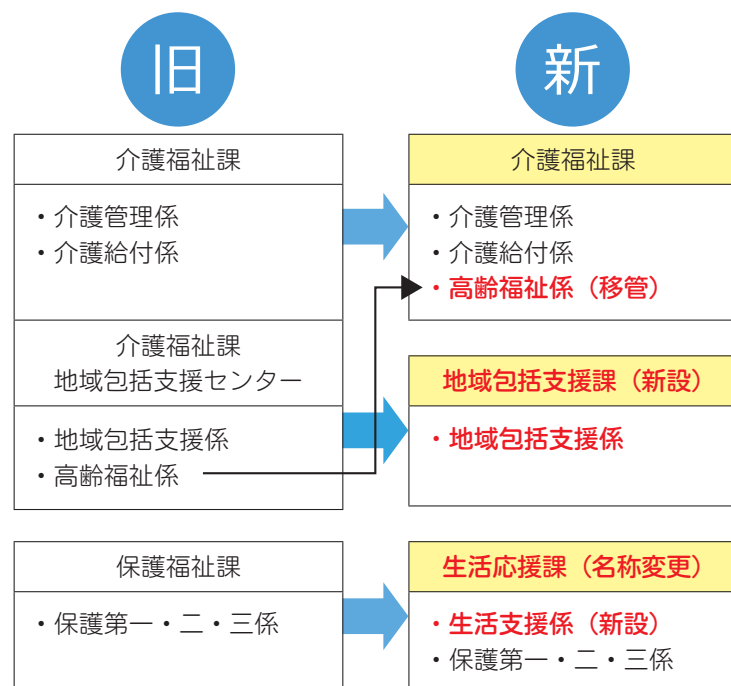 旧
介護福祉課
・介護管理係
・介護給付係
介護福祉課
地域包括支援センター
・地域包括支援係
・高齢福祉係
保護福祉課
・保護第一・二・三係
新
介護福祉課
・介護管理係
・介護給付係
・高齢福祉係（移管）
地域包括支援課（新設）
・地域包括支援係
生活応援課（名称変更）
・生活支援係（新設）
・保護第一・二・三係